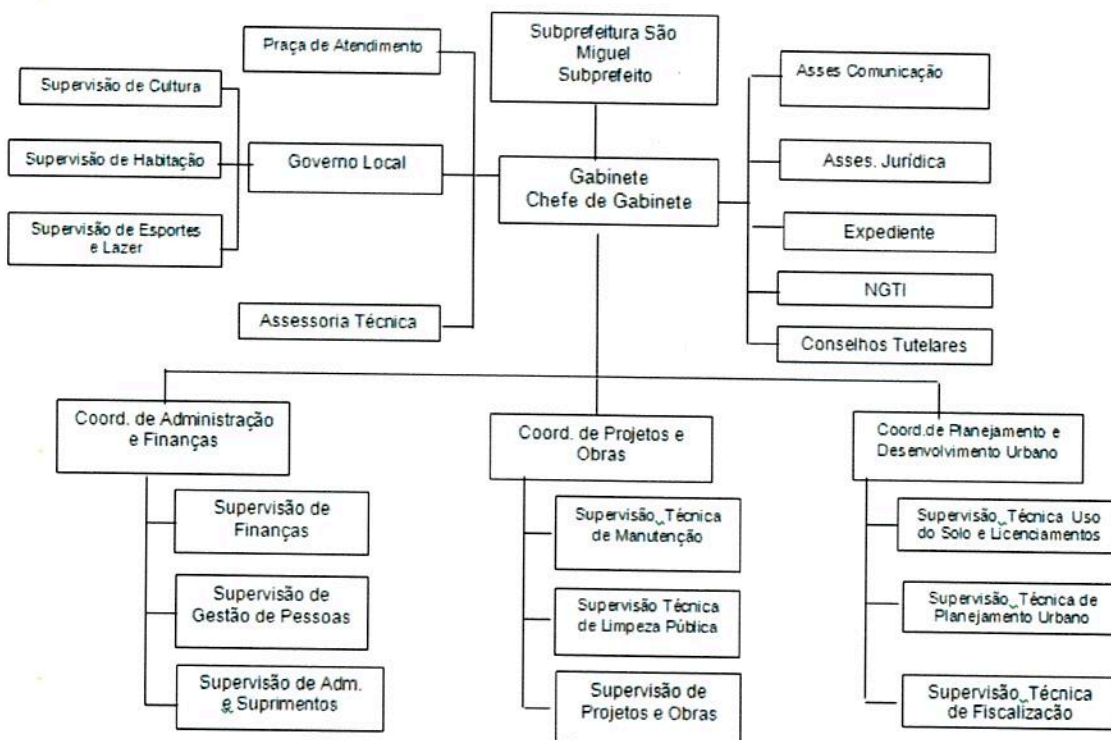 Subprefeitura São
Miguel
Subprefeito
Praça de Atendimento
Asses Comunicação
Supervisão de Cultura
Supervisão de Habitação
Governo Local
Gabinete
Chefe de Gabinete
Asses. Jurídica
Supervisão de Esportes
e Lazer
Expediente
NGTI
Assessoria Técnica
Conselhos Tutelares
Coord. de Administração
e Finanças
Coord. de Projetos e
Obras
Coord.de Planejamento e
Desenvolvimento Urbano
Supervisão de
Finanças
Supervisão de
Gestão de Pessoas
Supervisão de Adm.
e Suprimentos
Supervisão Técnica
de Manutenção
Supervisão Técnica
de Limpeza Pública
Supervisão de
Projetos e Obras
Supervisão Técnica Uso
do Solo e Licenciamentos
Supervisão Técnica de
Planejamento Urbano
Supervisão Técnica
de Fiscalização